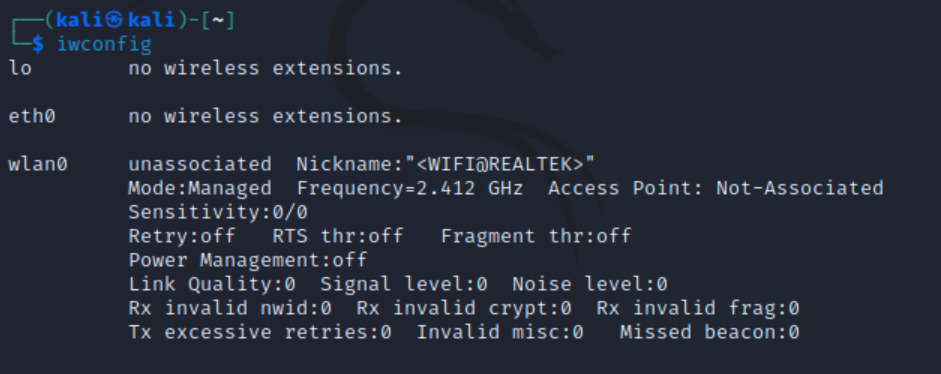 ┌──(kali㉿kali)-[~]
└─$ iwconfig
lo        no wireless extensions.
eth0      no wireless extensions.
wlan0     unassociated  Nickname:"<WIFI@REALTEK>"
          Mode:Managed  Frequency=2.412 GHz  Access Point: Not-Associated
          Sensitivity:0/0
          Retry:off   RTS thr:off   Fragment thr:off
          Power Management:off
          Link Quality:0  Signal level:0  Noise level:0
          Rx invalid nwid:0  Rx invalid crypt:0  Rx invalid frag:0
          Tx excessive retries:0  Invalid misc:0   Missed beacon:0